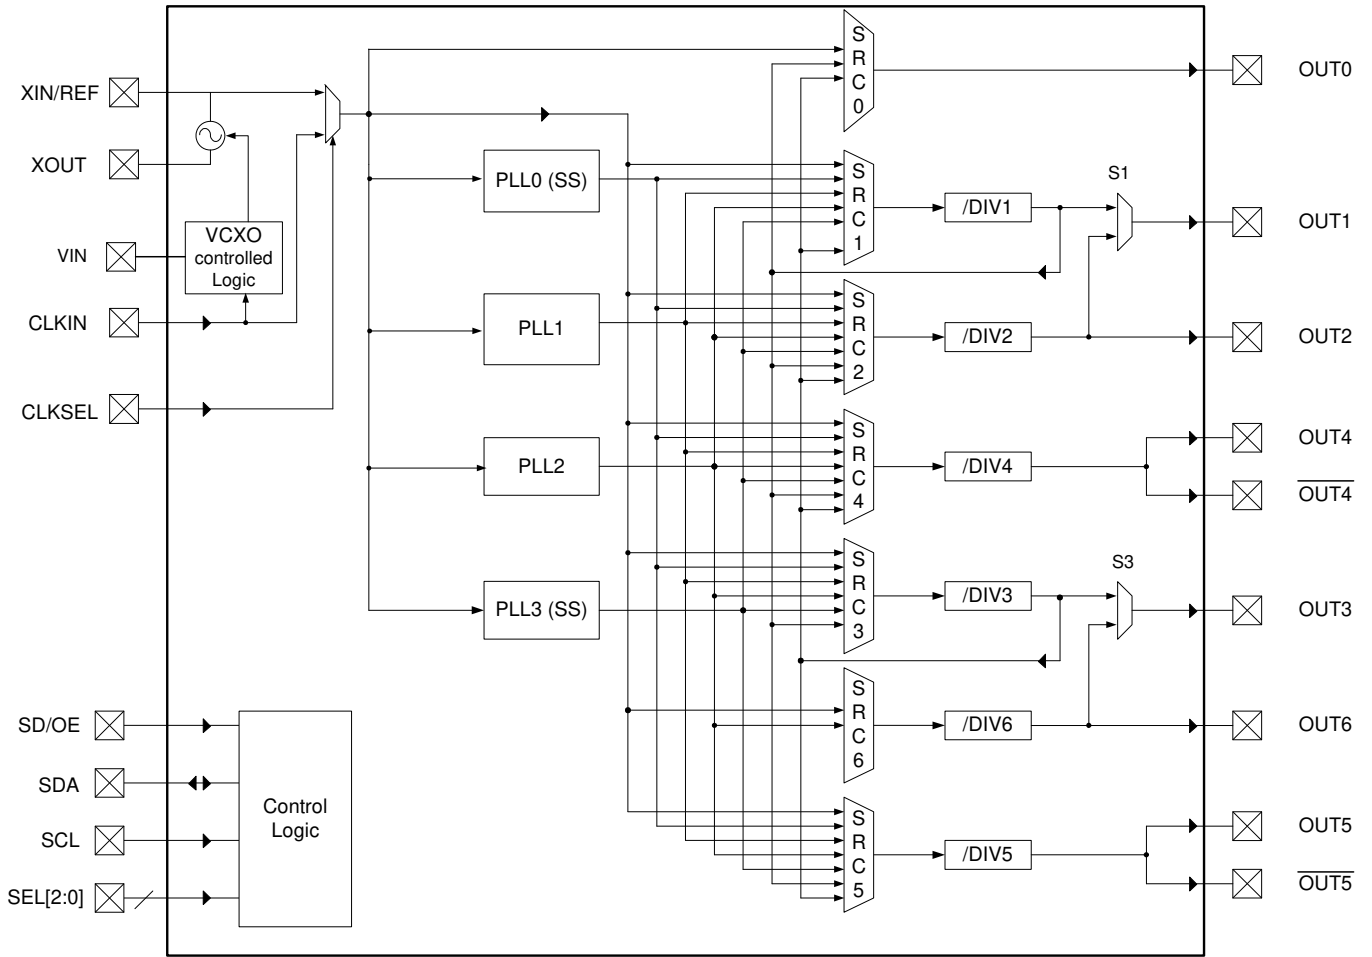 XIN/REF
XOUT
VIN
CLKIN
CLKSEL
VCXO
controlled
Logic
PLL0 (SS)
PLL1
PLL2
PLL3 (SS)
SD/OE
SDA
SCL
SEL[2:0]
Control
Logic
S
R
C
0
S
R
C
1
S
R
C
2
S
R
C
4
S
R
C
3
S
R
C
6
S
R
C
5
/DIV1
/DIV2
/DIV4
/DIV3
/DIV6
/DIV5
S1
S3
OUT0
OUT1
OUT2
OUT4
OUT4
OUT3
OUT6
OUT5
OUT5